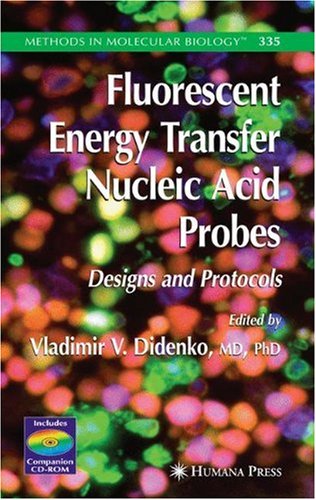 METHODS IN MOLECULAR BIOLOGY™ 335
Fluorescent
Energy Transfer
Nucleic Acid
Probes
Designs and Protocols
Edited by
Vladimir V. Didenko, MD, PhD
Includes
Companion
CD-ROM
HUMANA PRESS